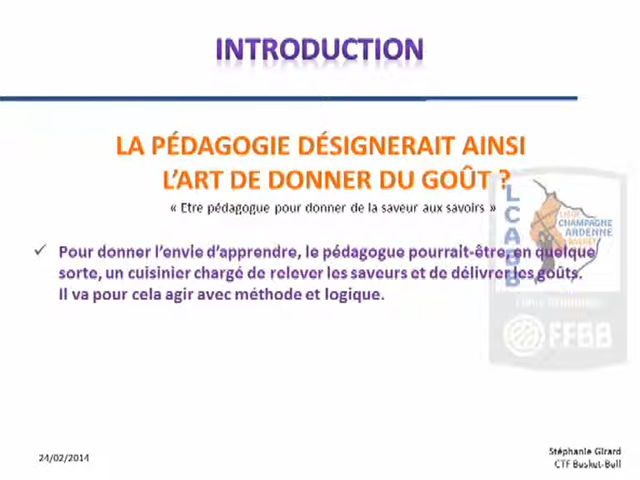 INTRODUCTION
LA PÉDAGOGIE DÉSIGNERAIT AINSI
L'ART DE DONNER DU GOÛT ?
« Etre pédagogue pour donner de la saveur aux savoirs »
✓ Pour donner l'envie d'apprendre, le pédagogue pourrait-être, en quelque
sorte, un cuisinier chargé de relever les saveurs et de délivrer les goûts.
Il va pour cela agir avec méthode et logique.
LCABB
LIGUE
CHAMPAGNE
ARDENNE
BASKET
FFBB
24/02/2014
Stéphanie Girard
CTF Basket-Ball